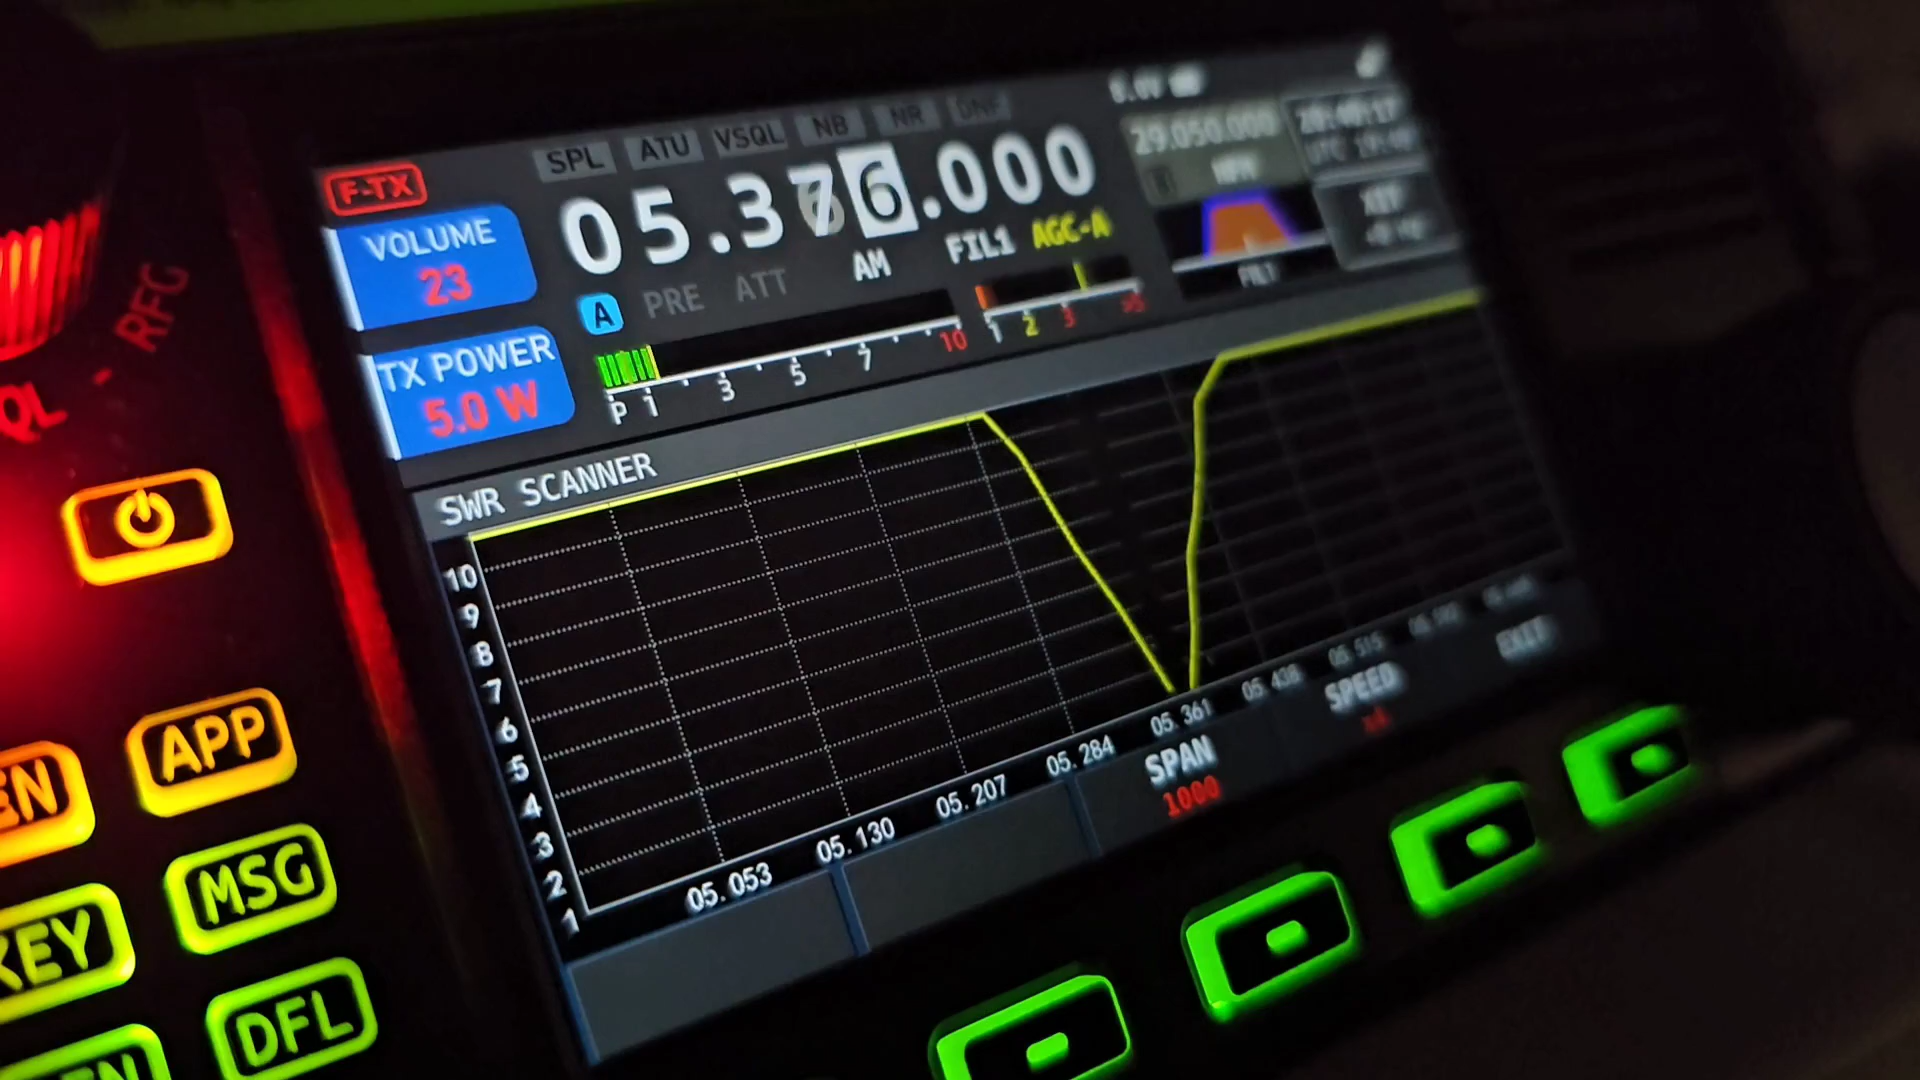 SPL ATU VSQL NB NR DNF
F-TX
05.376.000
29.050.000
VOLUME
23
A PRE ATT AM FIL1 AGC-A
TX POWER
5.0 W
P 1 3 5 7 10
1 2 3
RFG
QL
SWR SCANNER
10
9
8
7
6
5
4
3
2
1
05.053 05.130 05.207 05.284 05.361 05.438 05.515
SPAN
1000
SPEED
EXIT
APP
EN
MSG
KEY
DFL